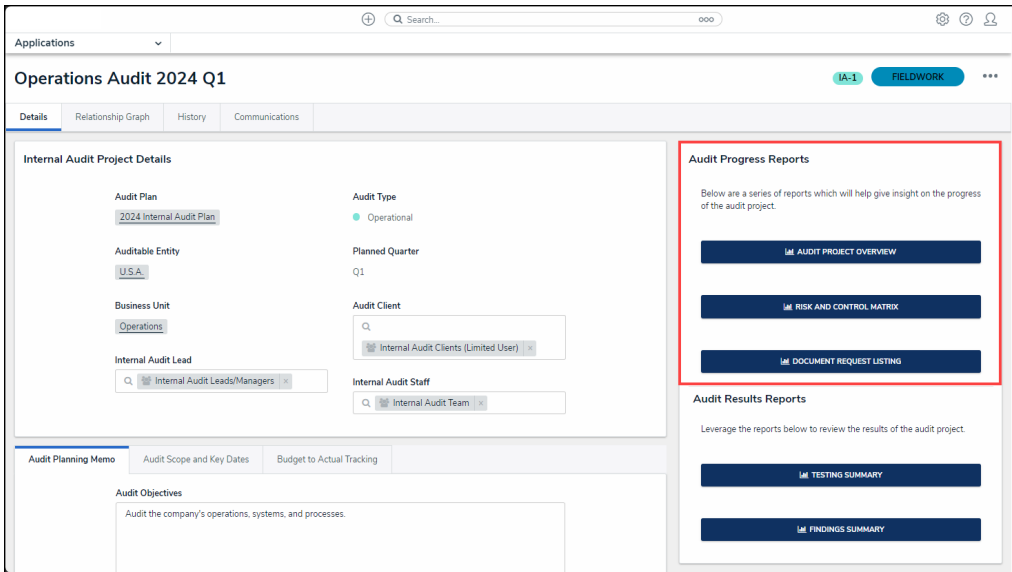 Search...
Applications
Operations Audit 2024 Q1
IA-1
FIELDWORK
Details
Relationship Graph
History
Communications
Internal Audit Project Details
Audit Plan
2024 Internal Audit Plan
Audit Type
Operational
Auditable Entity
U.S.A.
Planned Quarter
Q1
Business Unit
Operations
Audit Client
Internal Audit Clients (Limited User) ×
Internal Audit Lead
Internal Audit Leads/Managers ×
Internal Audit Staff
Internal Audit Team ×
Audit Planning Memo
Audit Scope and Key Dates
Budget to Actual Tracking
Audit Objectives
Audit the company's operations, systems, and processes.
Audit Progress Reports
Below are a series of reports which will help give insight on the progress
of the audit project.
AUDIT PROJECT OVERVIEW
RISK AND CONTROL MATRIX
DOCUMENT REQUEST LISTING
Audit Results Reports
Leverage the reports below to review the results of the audit project.
TESTING SUMMARY
FINDINGS SUMMARY